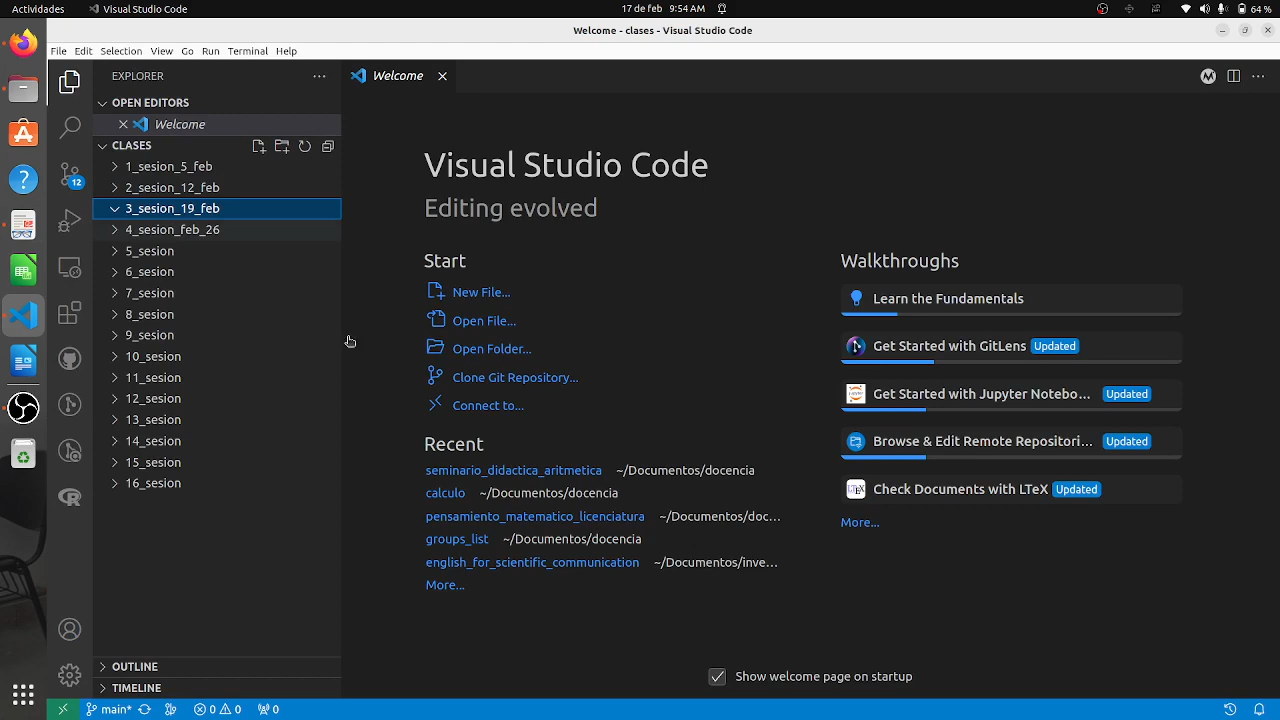 Actividades
Visual Studio Code
17 de feb 9:54 AM
64 %
Welcome - clases - Visual Studio Code
File Edit Selection View Go Run Terminal Help
EXPLORER
Welcome
OPEN EDITORS
Welcome
CLASES
1_sesion_5_feb
2_sesion_12_feb
3_sesion_19_feb
4_sesion_feb_26
5_sesion
6_sesion
7_sesion
8_sesion
9_sesion
10_sesion
11_sesion
12_sesion
13_sesion
14_sesion
15_sesion
16_sesion
OUTLINE
TIMELINE
12
Visual Studio Code
Editing evolved
Start
New File...
Open File...
Open Folder...
Clone Git Repository...
Connect to...
Recent
seminario_didactica_aritmetica ~/Documentos/docencia
calculo ~/Documentos/docencia
pensamiento_matematico_licenciatura ~/Documentos/doc...
groups_list ~/Documentos/docencia
english_for_scientific_communication ~/Documentos/inve...
More...
Walkthroughs
Learn the Fundamentals
Get Started with GitLens Updated
Get Started with Jupyter Notebo... Updated
Browse & Edit Remote Repositori... Updated
Check Documents with LTeX Updated
More...
Show welcome page on startup
main* 0 0 0